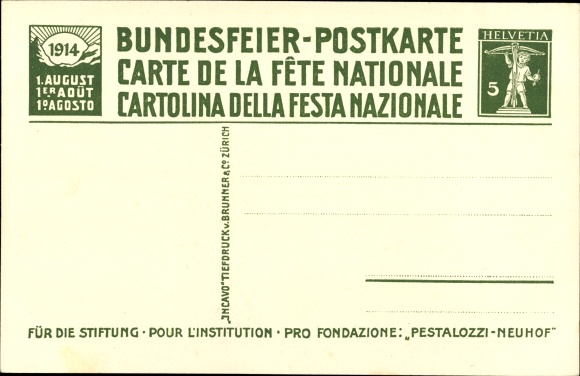 1914
1. AUGUST
1ER AOÛT
1º AGOSTO
BUNDESFEIER-POSTKARTE
CARTE DE LA FÊTE NATIONALE
CARTOLINA DELLA FESTA NAZIONALE
HELVETIA
5
„INCAVO" TIEFDRUCK v. BRUNNER & Co. ZÜRICH
FÜR DIE STIFTUNG · POUR L'INSTITUTION · PRO FONDAZIONE: „PESTALOZZI-NEUHOF"